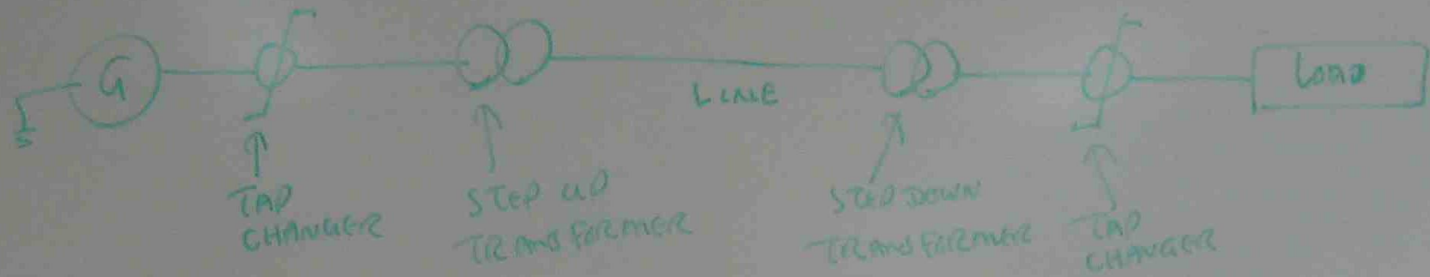 G
LINE
Load
TAP
CHANGER
STEP UP
TRANSFORMER
STEP DOWN
TRANSFORMER
TAP
CHANGER